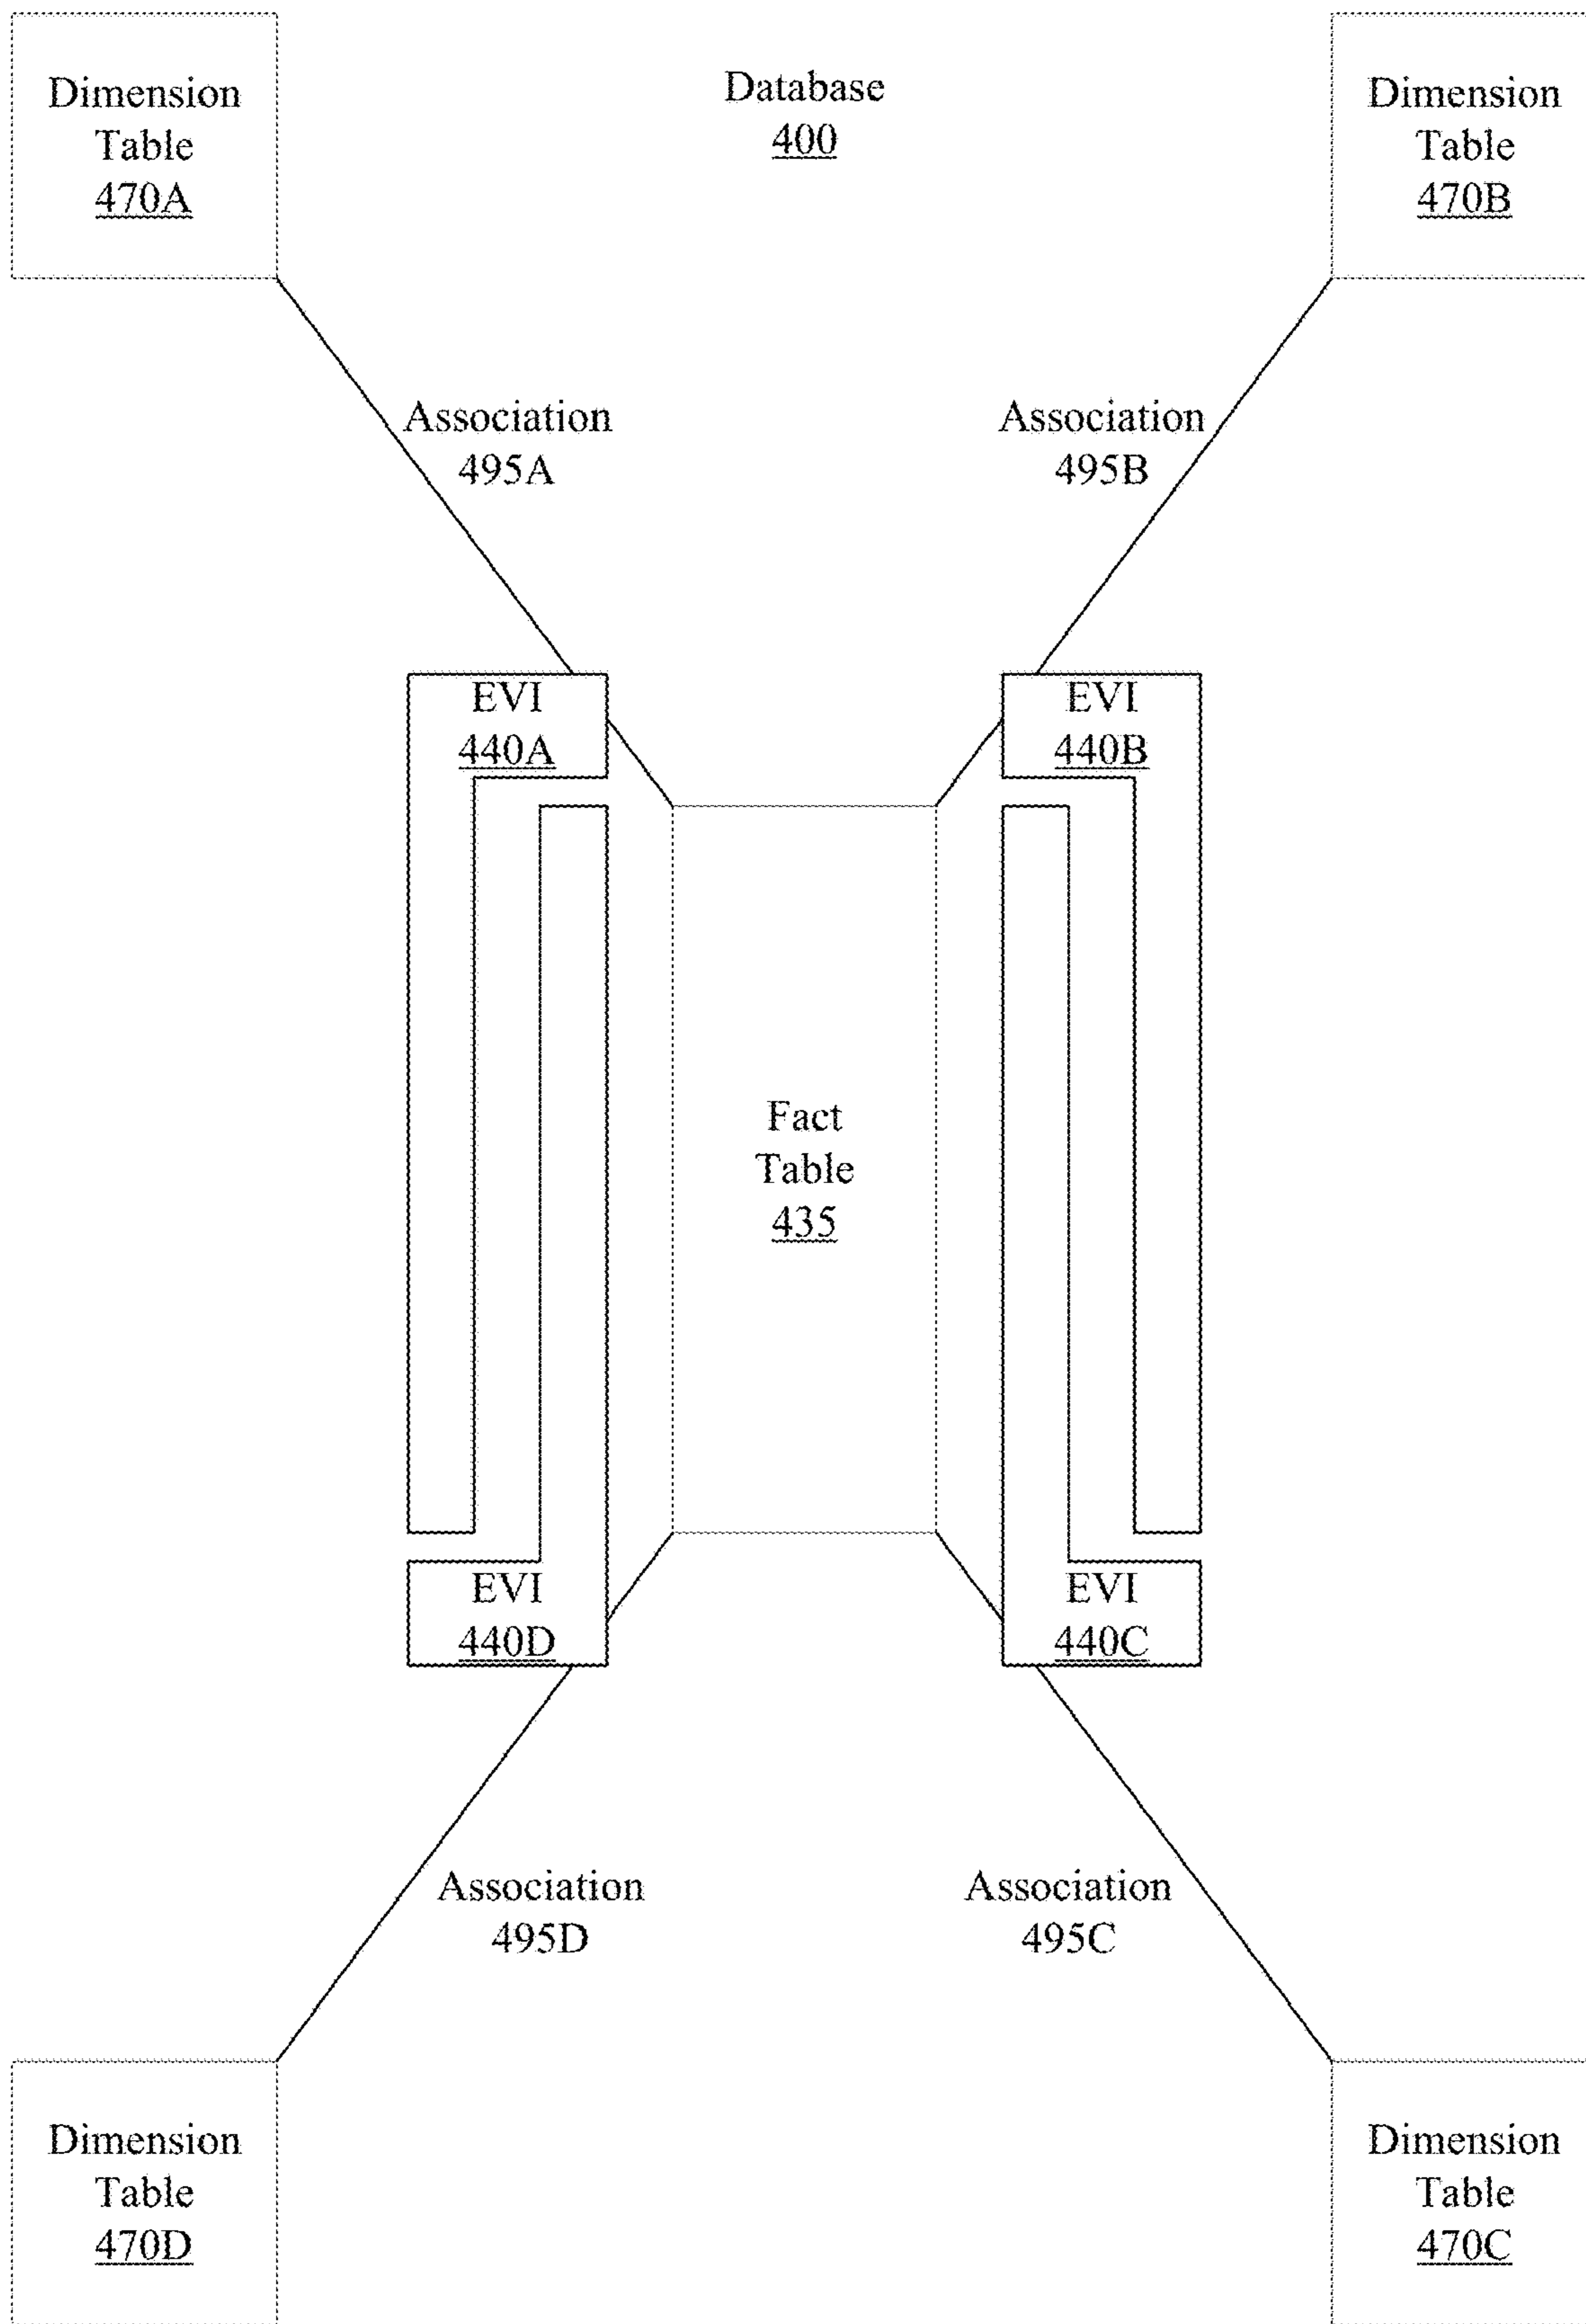 Dimension
Table
470A
Database
400
Dimension
Table
470B
Association
495A
Association
495B
EVI
440A
EVI
440B
Fact
Table
435
EVI
440D
EVI
440C
Association
495D
Association
495C
Dimension
Table
470D
Dimension
Table
470C